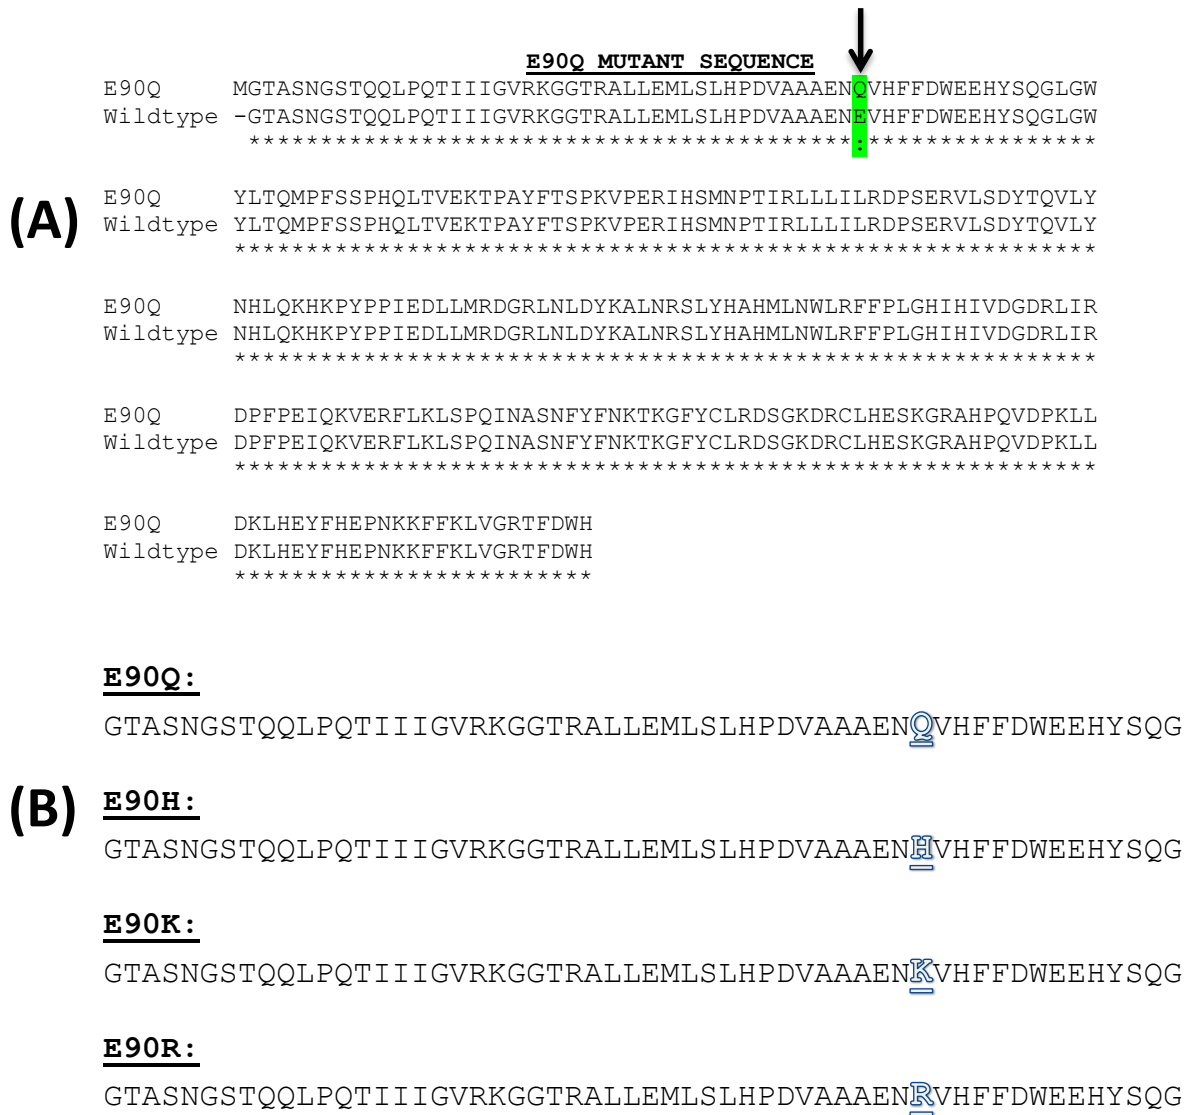 E90Q MUTANT SEQUENCE
E90Q MGTASNGSTQQLPQTIIIGVRKGGTRALLEMLSLHPDVAAAENQVHFFDWEEHYSQGLGW
Wildtype -GTASNGSTQQLPQTIIIGVRKGGTRALLEMLSLHPDVAAAENEVHFFDWEEHYSQGLGW
******************************************:****************
(A)
E90Q YLTQMPFSSPHQLTVEKTPAYFTSPKVPERIHSMNPTIRLLLILRDPSERVLSDYTQVLY
Wildtype YLTQMPFSSPHQLTVEKTPAYFTSPKVPERIHSMNPTIRLLLILRDPSERVLSDYTQVLY
************************************************************
E90Q NHLQKHKPYPPIEDLLMRDGRLNLDYKALNRSLYHAHMLNWLRFFPLGHIHIVDGDRLIR
Wildtype NHLQKHKPYPPIEDLLMRDGRLNLDYKALNRSLYHAHMLNWLRFFPLGHIHIVDGDRLIR
************************************************************
E90Q DPFPEIQKVERFLKLSPQINASNFYFNKTKGFYCLRDSGKDRCLHESKGRAHPQVDPKLL
Wildtype DPFPEIQKVERFLKLSPQINASNFYFNKTKGFYCLRDSGKDRCLHESKGRAHPQVDPKLL
************************************************************
E90Q DKLHEYFHEPNKKFFKLVGRTFDWH
Wildtype DKLHEYFHEPNKKFFKLVGRTFDWH
*************************
E90Q:
GTASNGSTQQLPQTIIIGVRKGGTRALLEMLSLHPDVAAAENQVHFFDWEEHYSQG
(B)
E90H:
GTASNGSTQQLPQTIIIGVRKGGTRALLEMLSLHPDVAAAENHVHFFDWEEHYSQG
E90K:
GTASNGSTQQLPQTIIIGVRKGGTRALLEMLSLHPDVAAAENKVHFFDWEEHYSQG
E90R:
GTASNGSTQQLPQTIIIGVRKGGTRALLEMLSLHPDVAAAENRVHFFDWEEHYSQG